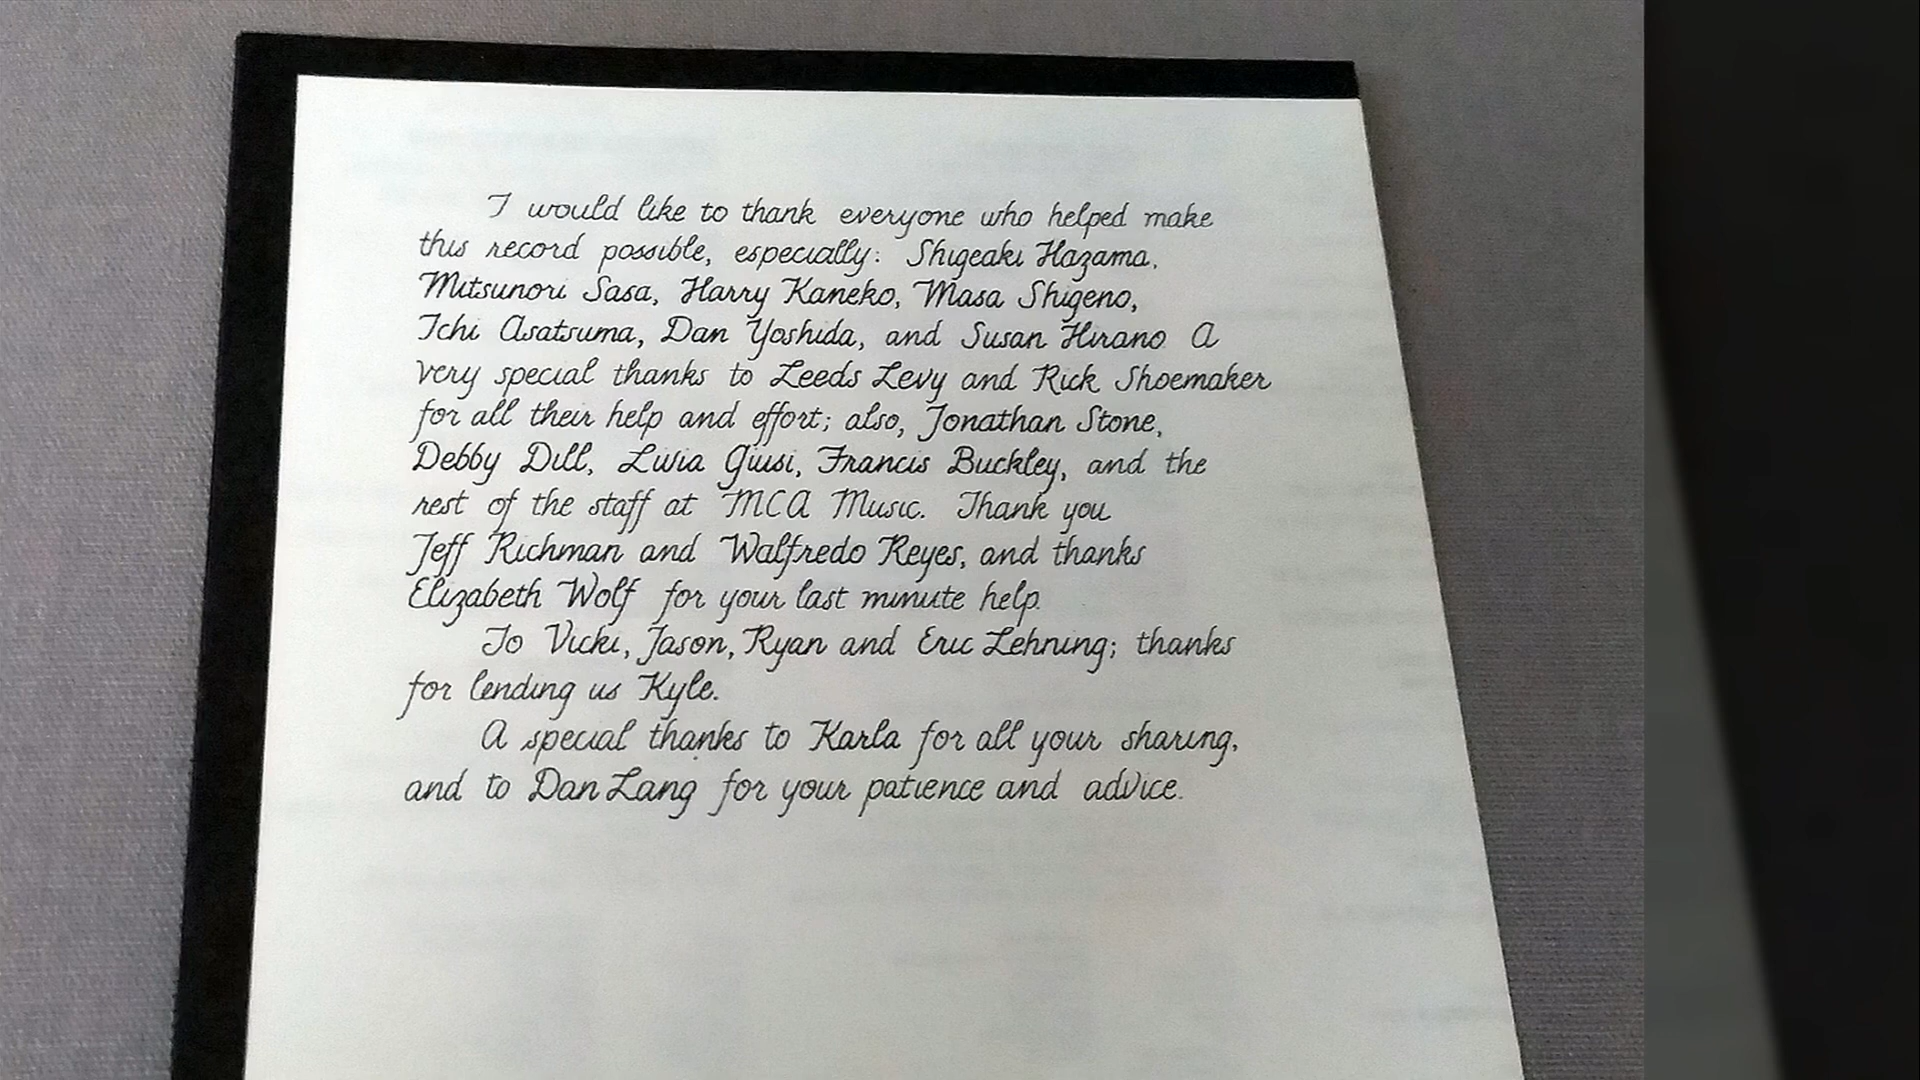 I would like to thank everyone who helped make
this record possible, especially: Shigeaki Hazama,
Mitsunori Sasa, Harry Kaneko, Masa Shigeno,
Ichi Asatsuma, Dan Yoshida, and Susan Hirano A
very special thanks to Leeds Levy and Rick Shoemaker
for all their help and effort; also, Jonathan Stone,
Debby Dill, Livia Giusi, Francis Buckley, and the
rest of the staff at MCA Music. Thank you
Jeff Richman and Walfredo Reyes, and thanks
Elizabeth Wolf for your last minute help.
To Vicki, Jason, Ryan and Eric Lehning; thanks
for lending us Kyle.
A special thanks to Karla for all your sharing,
and to Dan Lang for your patience and advice.